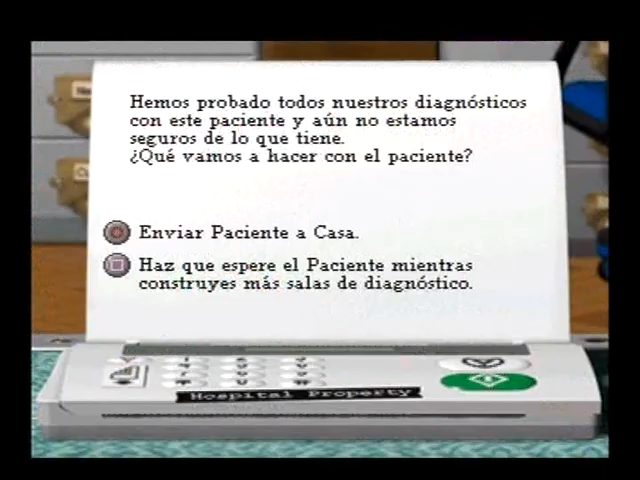 Hemos probado todos nuestros diagnósticos
con este paciente y aún no estamos
seguros de lo que tiene.
¿Qué vamos a hacer con el paciente?
Enviar Paciente a Casa.
Haz que espere el Paciente mientras
construyes más salas de diagnóstico.
Hospital Property